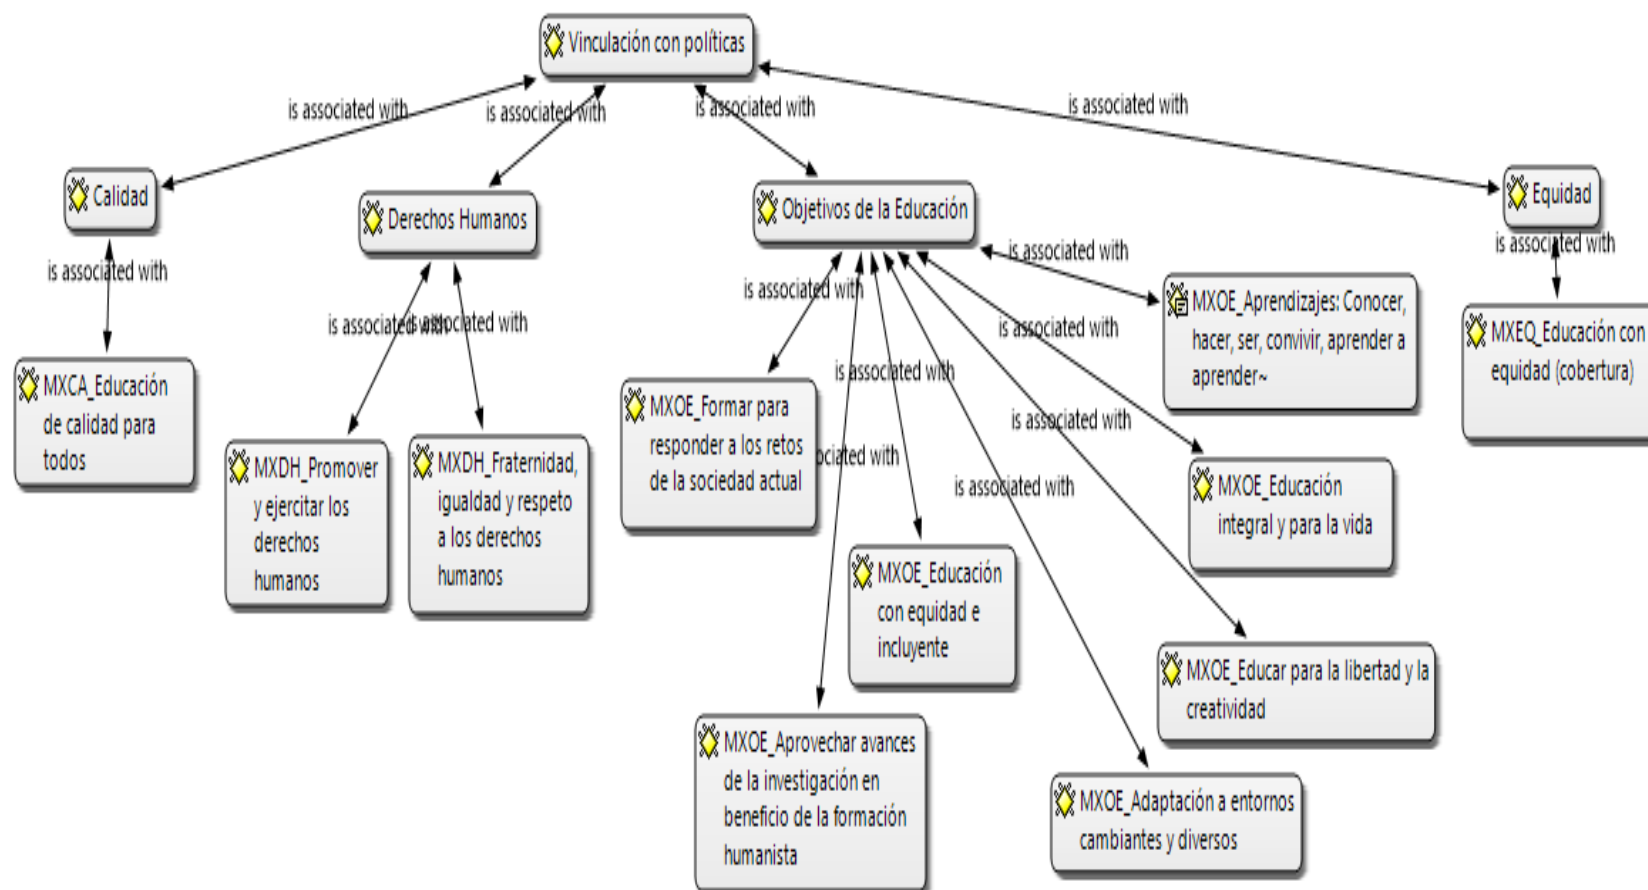 Vinculación con políticas
is associated with
is associated with
is associated with
is associated with
Calidad
Derechos Humanos
Objetivos de la Educación
Equidad
is associated with
is associated with
is associated with
is associated with
is associated with
is associated with
is associated with
is associated with
is associated with
is associated with
is associated with
MXCA_Educación
de calidad para
todos
MXDH_Promover
y ejercitar los
derechos
humanos
MXDH_Fraternidad,
igualdad y respeto
a los derechos
humanos
MXOE_Formar para
responder a los retos
de la sociedad actual
MXOE_Aprovechar avances
de la investigación en
beneficio de la formación
humanista
MXOE_Educación
con equidad e
incluyente
MXOE_Adaptación a entornos
cambiantes y diversos
MXOE_Educar para la libertad y la
creatividad
MXOE_Educación
integral y para la vida
MXOE_Aprendizajes: Conocer,
hacer, ser, convivir, aprender a
aprender~
MXEQ_Educación con
equidad (cobertura)